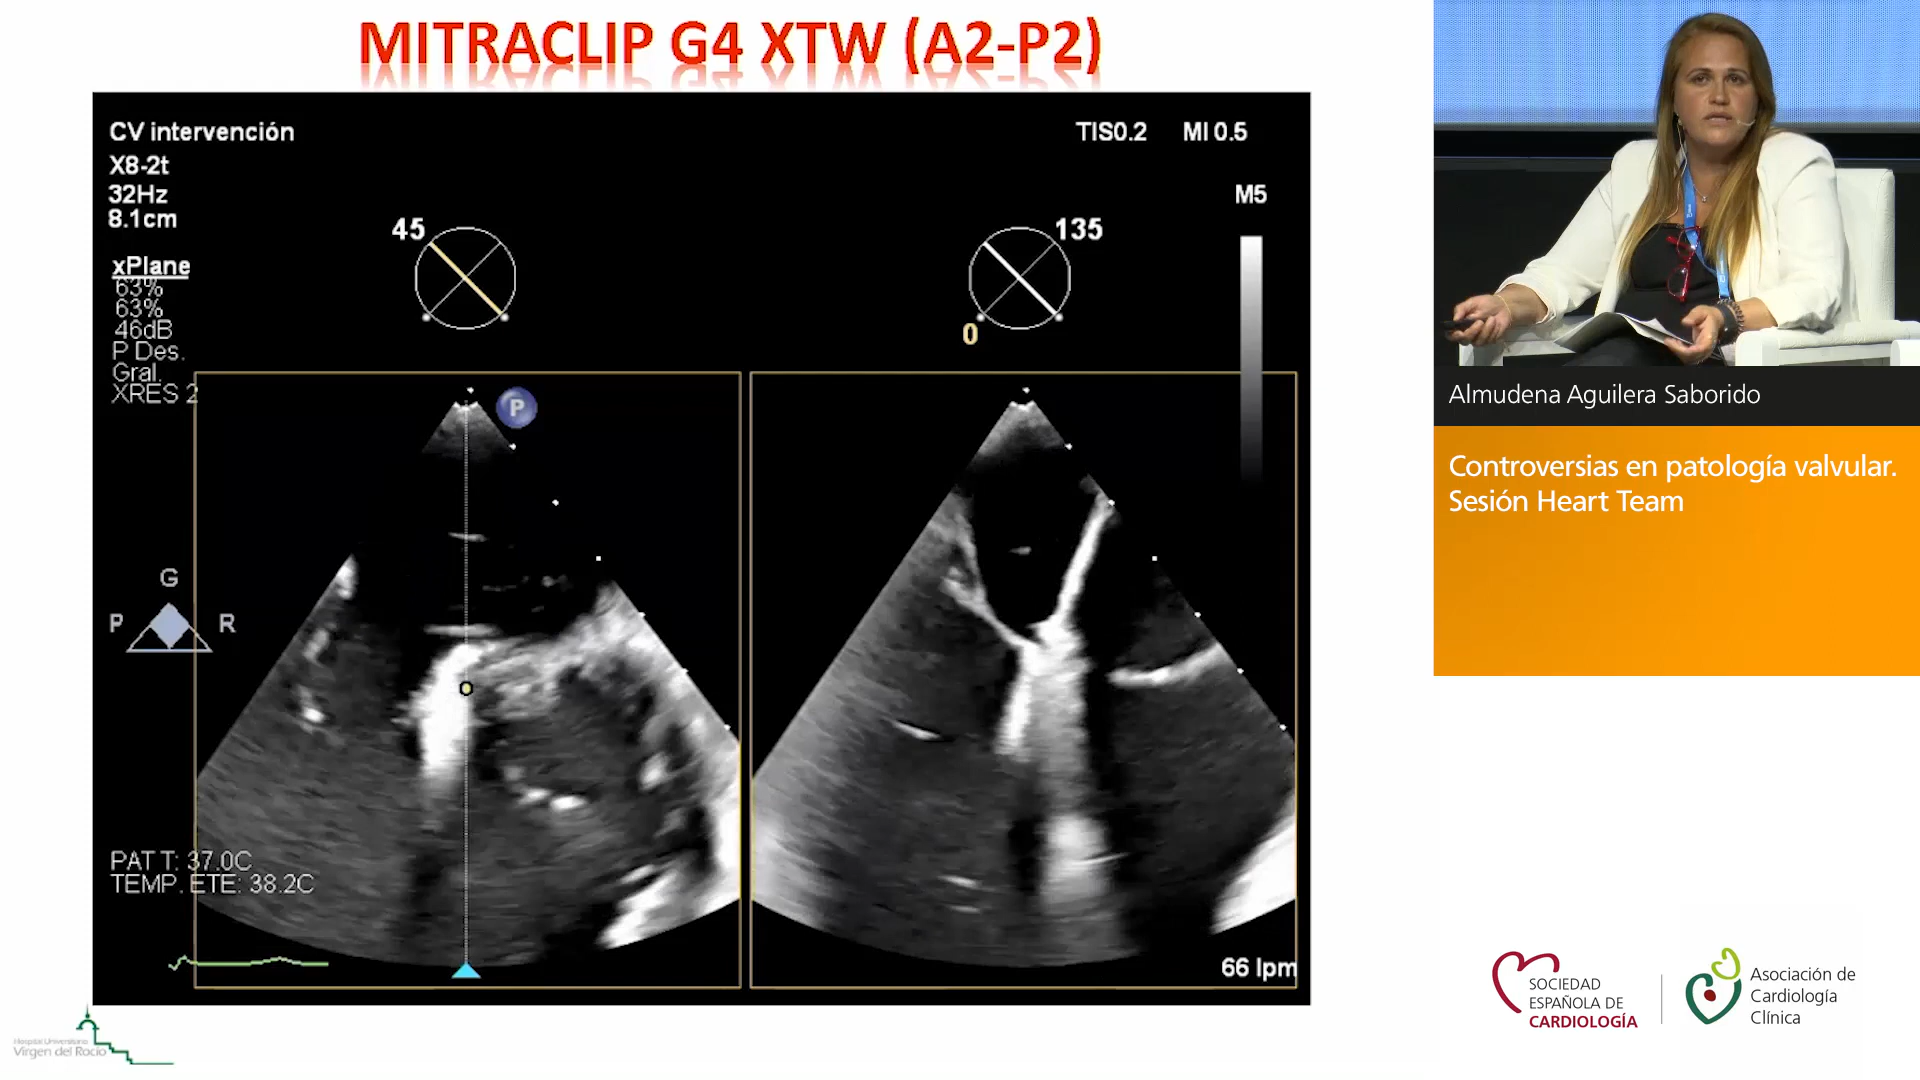 MITRACLIP G4 XTW (A2-P2)
CV intervención
X8-2t
32Hz
8.1cm
xPlane
63%
63%
46dB
P Des.
Gral.
XRES 2
TIS0.2 MI 0.5
M5
45
135
0
P
G
P R
PAT T: 37.0C
TEMP. ETE: 38.2C
66 lpm
Hospital Universitario
Virgen del Rocío
Almudena Aguilera Saborido
Controversias en patología valvular.
Sesión Heart Team
SOCIEDAD
ESPAÑOLA DE
CARDIOLOGÍA
Asociación de
Cardiología
Clínica